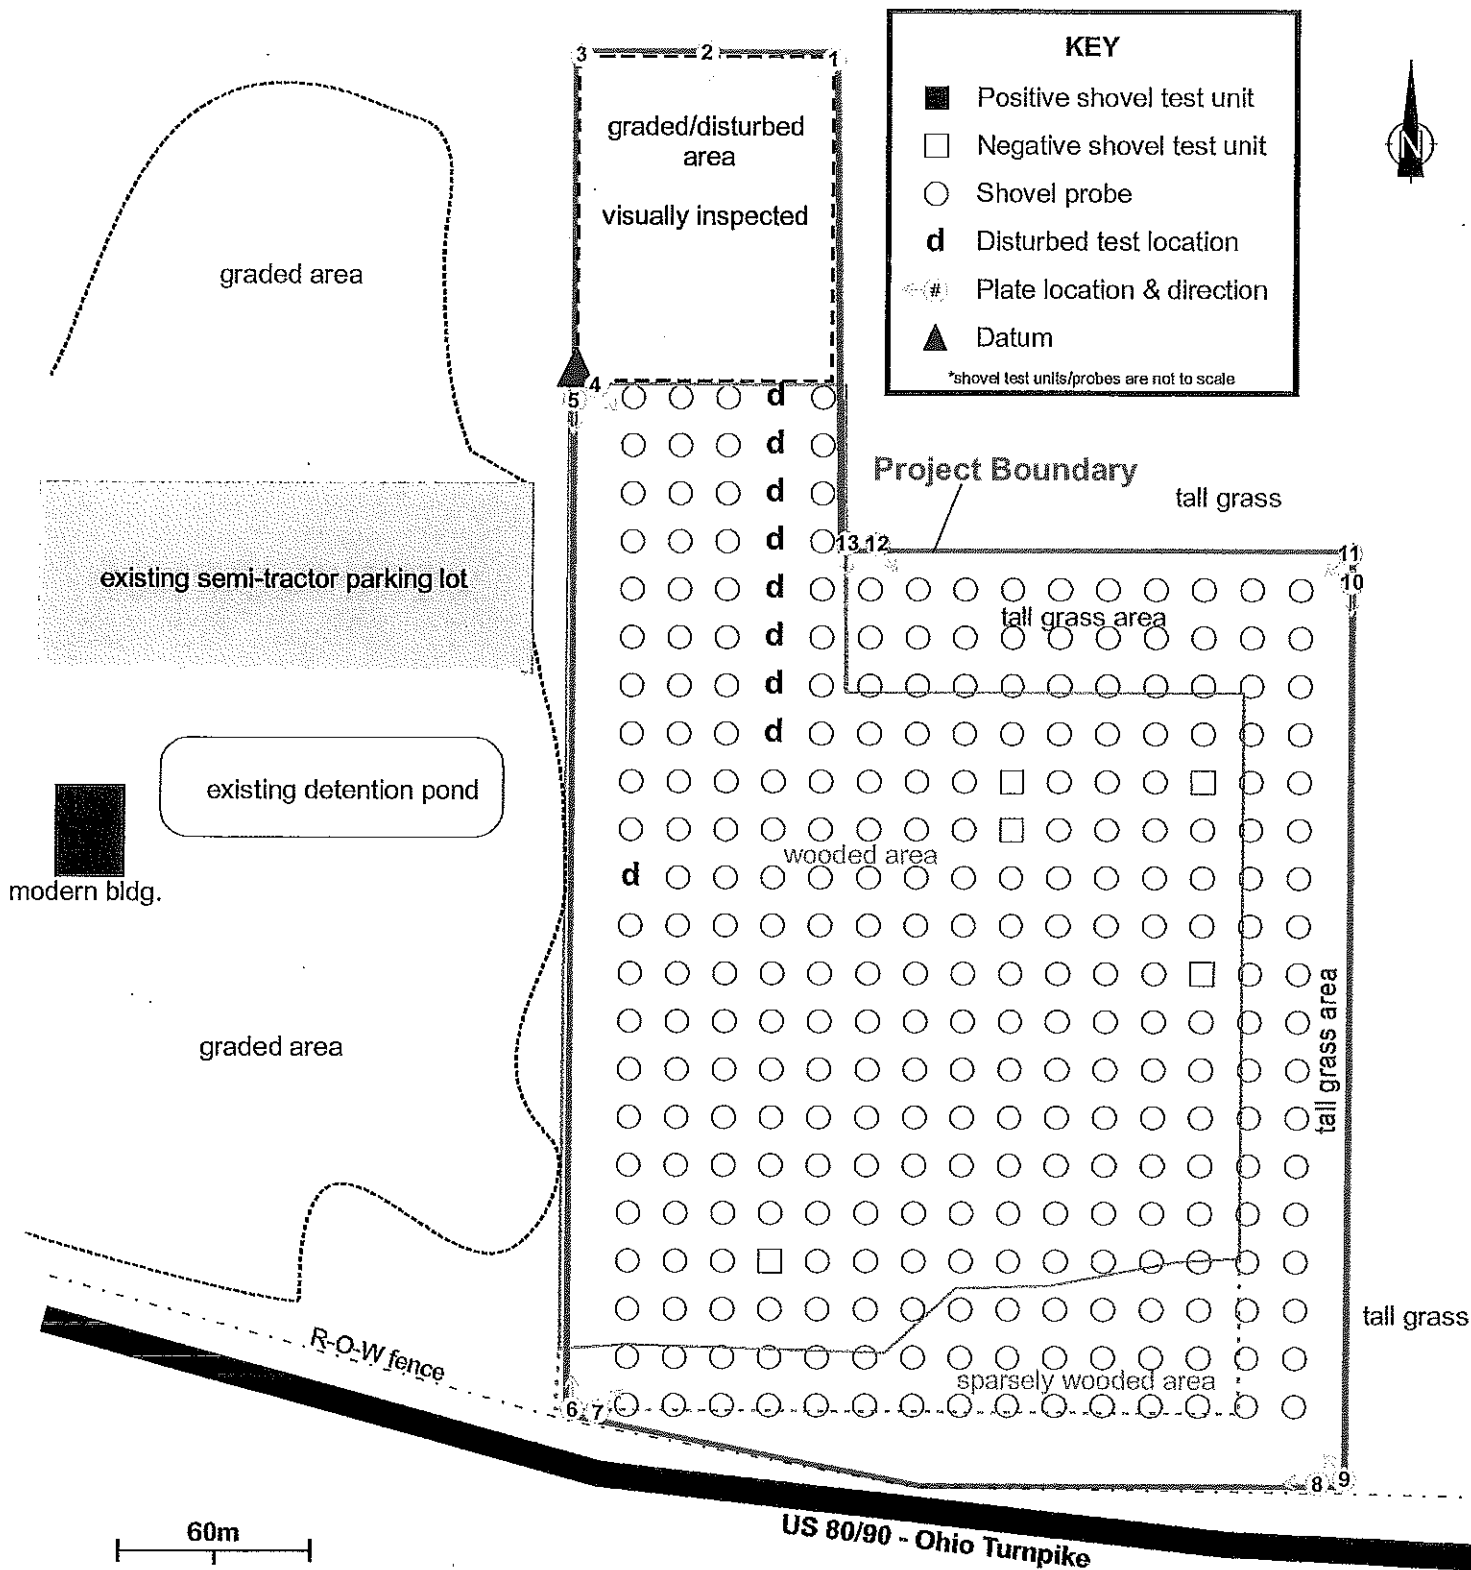 KEY
Positive shovel test unit
Negative shovel test unit
Shovel probe
d Disturbed test location
# Plate location & direction
Datum
*shovel test units/probes are not to scale
N
3 2 1
graded/disturbed
area
visually inspected
graded area
4
5
d
d
d
d
d
d
d
d
Project Boundary
tall grass
13 12
11
10
existing semi-tractor parking lot
tall grass area
existing detention pond
modern bldg.
wooded area
d
tall grass area
graded area
tall grass
R-O-W fence
sparsely wooded area
6 7
8 9
60m
US 80/90 - Ohio Turnpike